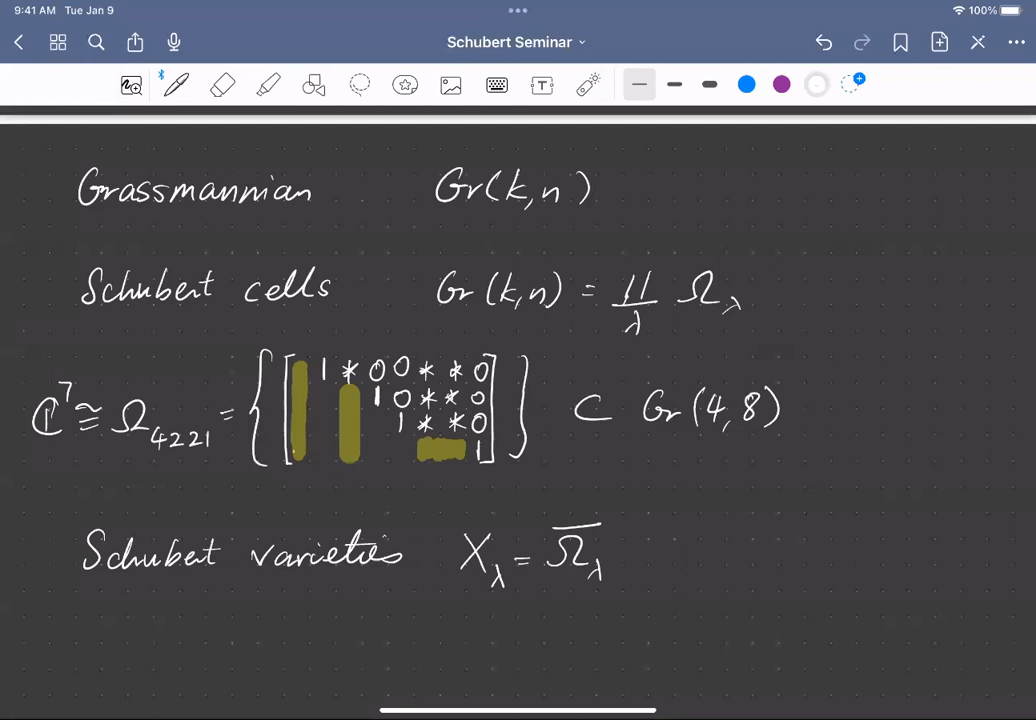 9:41 AM Tue Jan 9
100%
Schubert Seminar
Grassmannian Gr(k,n)
Schubert cells Gr(k,n) = ∐_λ Ω_λ
ℂ^7 ≅ Ω_4221 = { [ 1 * 0 0 * * 0
1 0 * * 0
1 * * 0
1 ] } ⊂ Gr(4,8)
Schubert varieties X_λ = \overline{Ω_λ}